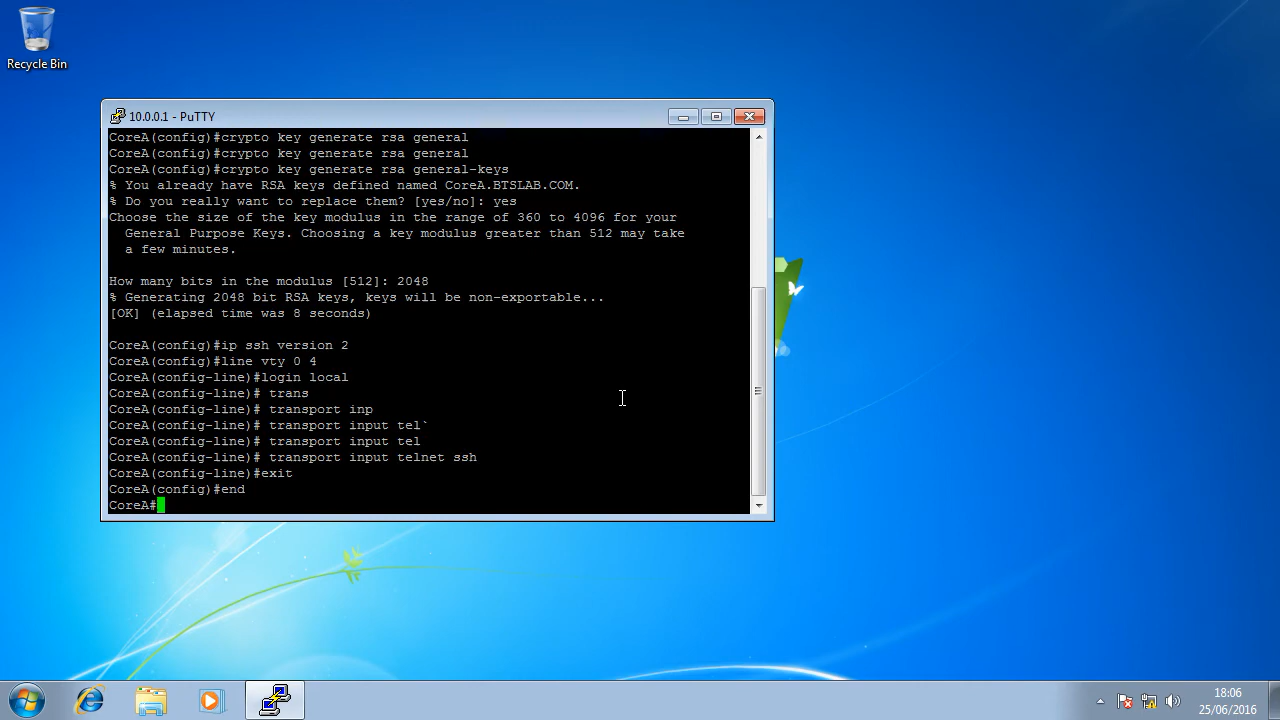 Recycle Bin
10.0.0.1 - PuTTY
CoreA(config)#crypto key generate rsa general
CoreA(config)#crypto key generate rsa general
CoreA(config)#crypto key generate rsa general-keys
% You already have RSA keys defined named CoreA.BTSLAB.COM.
% Do you really want to replace them? [yes/no]: yes
Choose the size of the key modulus in the range of 360 to 4096 for your
General Purpose Keys. Choosing a key modulus greater than 512 may take
a few minutes.
How many bits in the modulus [512]: 2048
% Generating 2048 bit RSA keys, keys will be non-exportable...
[OK] (elapsed time was 8 seconds)
CoreA(config)#ip ssh version 2
CoreA(config)#line vty 0 4
CoreA(config-line)#login local
CoreA(config-line)# trans
CoreA(config-line)# transport inp
CoreA(config-line)# transport input tel`
CoreA(config-line)# transport input tel
CoreA(config-line)# transport input telnet ssh
CoreA(config-line)#exit
CoreA(config)#end
CoreA#
18:06
25/06/2016